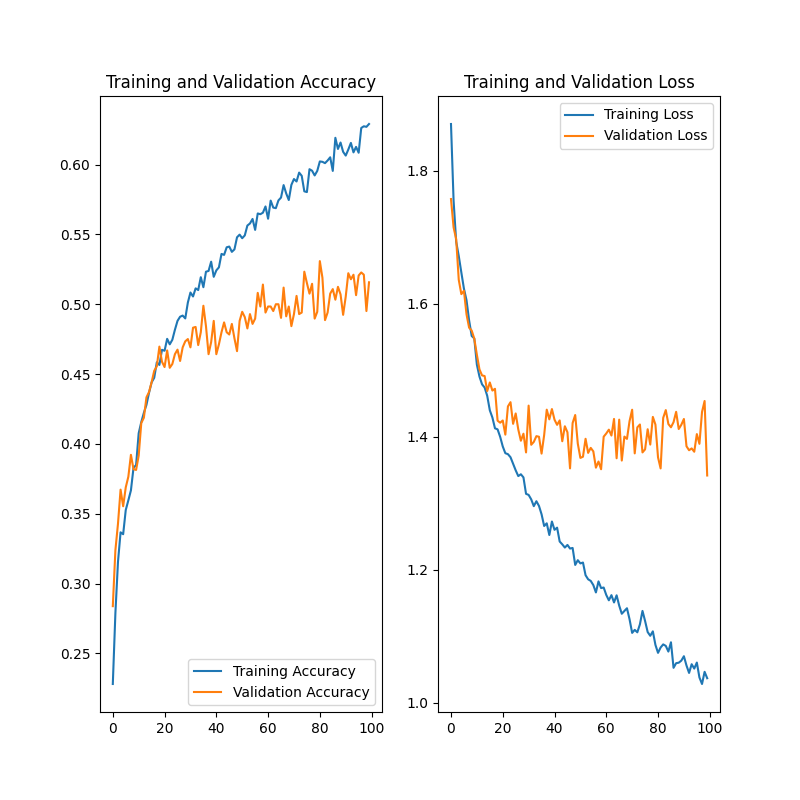 Training and Validation Accuracy
0.60
0.55
0.50
0.45
0.40
0.35
0.30
0.25
Training Accuracy
Validation Accuracy
0 20 40 60 80 100
Training and Validation Loss
Training Loss
Validation Loss
1.8
1.6
1.4
1.2
1.0
0 20 40 60 80 100